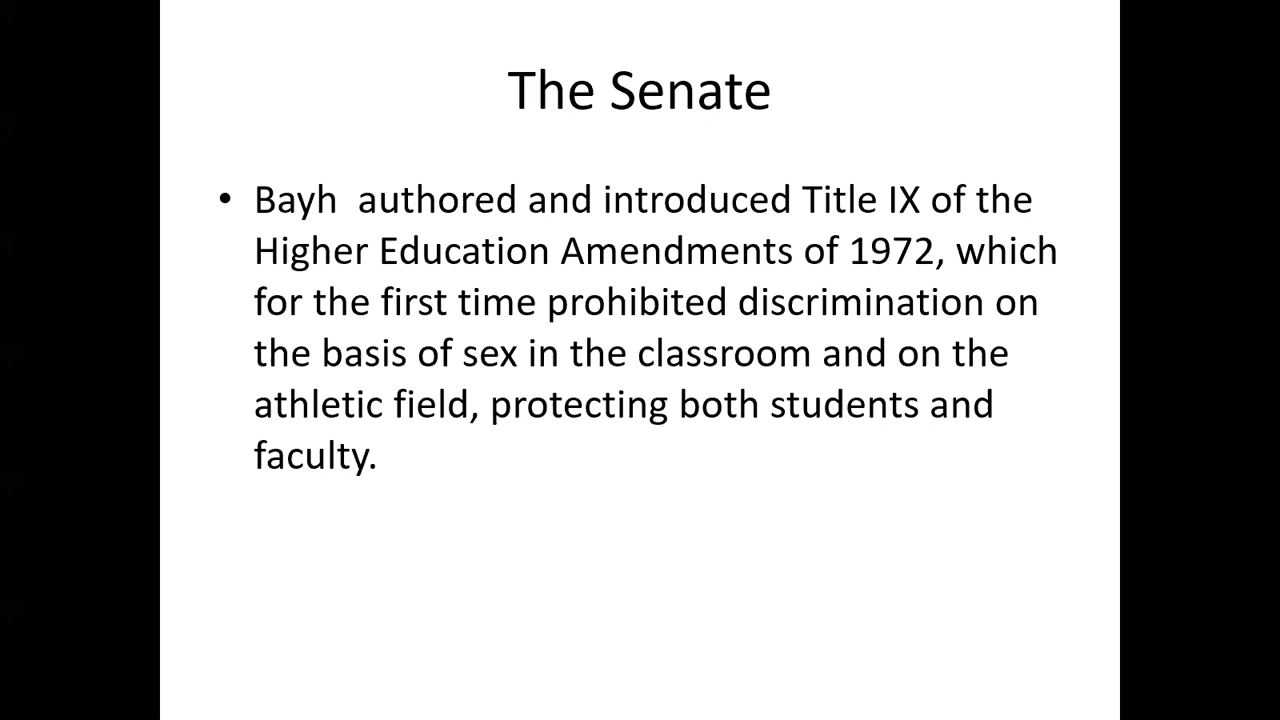 The Senate
• Bayh  authored and introduced Title IX of the
Higher Education Amendments of 1972, which
for the first time prohibited discrimination on
the basis of sex in the classroom and on the
athletic field, protecting both students and
faculty.